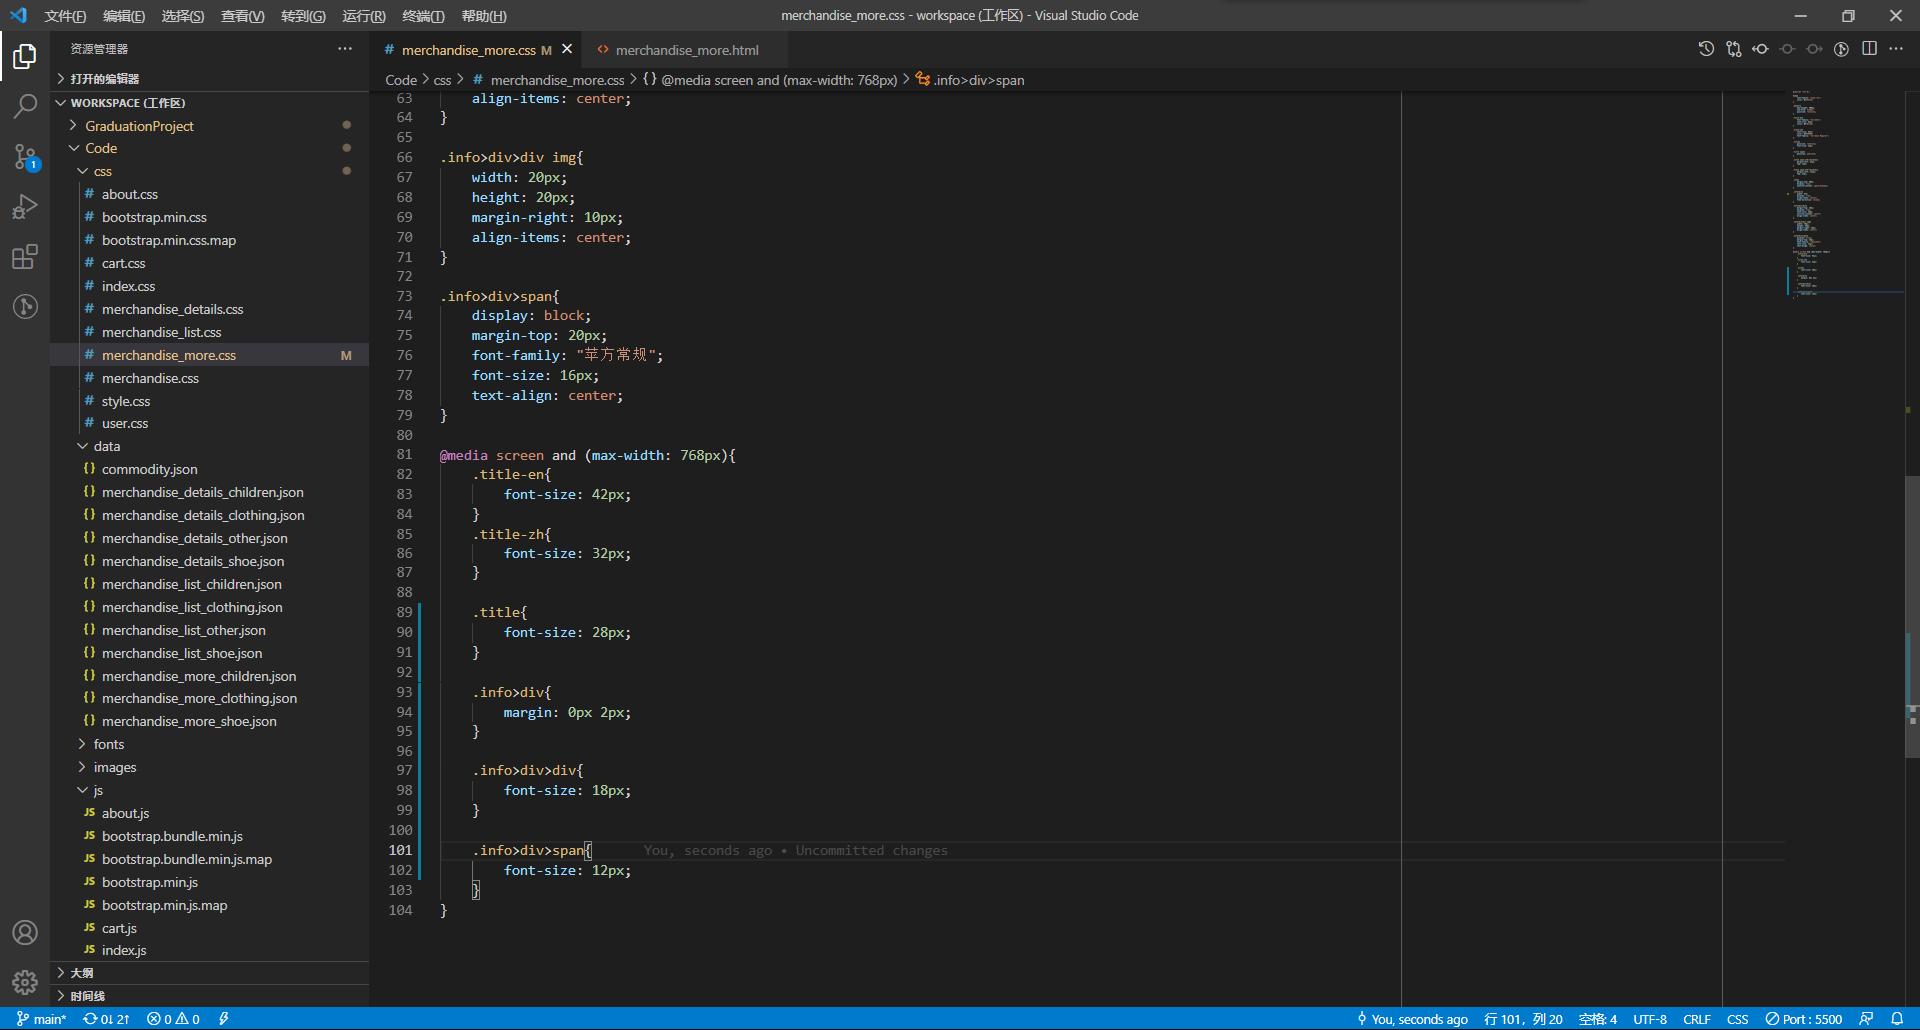 文件(F) 编辑(E) 选择(S) 查看(V) 转到(G) 运行(R) 终端(T) 帮助(H)
merchandise_more.css - workspace (工作区) - Visual Studio Code
资源管理器
打开的编辑器
WORKSPACE (工作区)
GraduationProject
Code
css
# about.css
# bootstrap.min.css
# bootstrap.min.css.map
# cart.css
# index.css
# merchandise_details.css
# merchandise_list.css
# merchandise_more.css M
# merchandise.css
# style.css
# user.css
data
{} commodity.json
{} merchandise_details_children.json
{} merchandise_details_clothing.json
{} merchandise_details_other.json
{} merchandise_details_shoe.json
{} merchandise_list_children.json
{} merchandise_list_clothing.json
{} merchandise_list_other.json
{} merchandise_list_shoe.json
{} merchandise_more_children.json
{} merchandise_more_clothing.json
{} merchandise_more_shoe.json
fonts
images
js
JS about.js
JS bootstrap.bundle.min.js
JS bootstrap.bundle.min.js.map
JS bootstrap.min.js
JS bootstrap.min.js.map
JS cart.js
JS index.js
大纲
时间线
1
# merchandise_more.css M
<> merchandise_more.html
Code > css > # merchandise_more.css > {} @media screen and (max-width: 768px) > .info>div>span
63 align-items: center;
64 }
65
66 .info>div>div img{
67 width: 20px;
68 height: 20px;
69 margin-right: 10px;
70 align-items: center;
71 }
72
73 .info>div>span{
74 display: block;
75 margin-top: 20px;
76 font-family: "苹方常规";
77 font-size: 16px;
78 text-align: center;
79 }
80
81 @media screen and (max-width: 768px){
82 .title-en{
83 font-size: 42px;
84 }
85 .title-zh{
86 font-size: 32px;
87 }
88
89 .title{
90 font-size: 28px;
91 }
92
93 .info>div{
94 margin: 0px 2px;
95 }
96
97 .info>div>div{
98 font-size: 18px;
99 }
100
101 .info>div>span{ You, seconds ago • Uncommitted changes
102 font-size: 12px;
103 }
104 }
main* 0↓ 2↑ 0 0
You, seconds ago 行 101，列 20 空格: 4 UTF-8 CRLF CSS Port : 5500